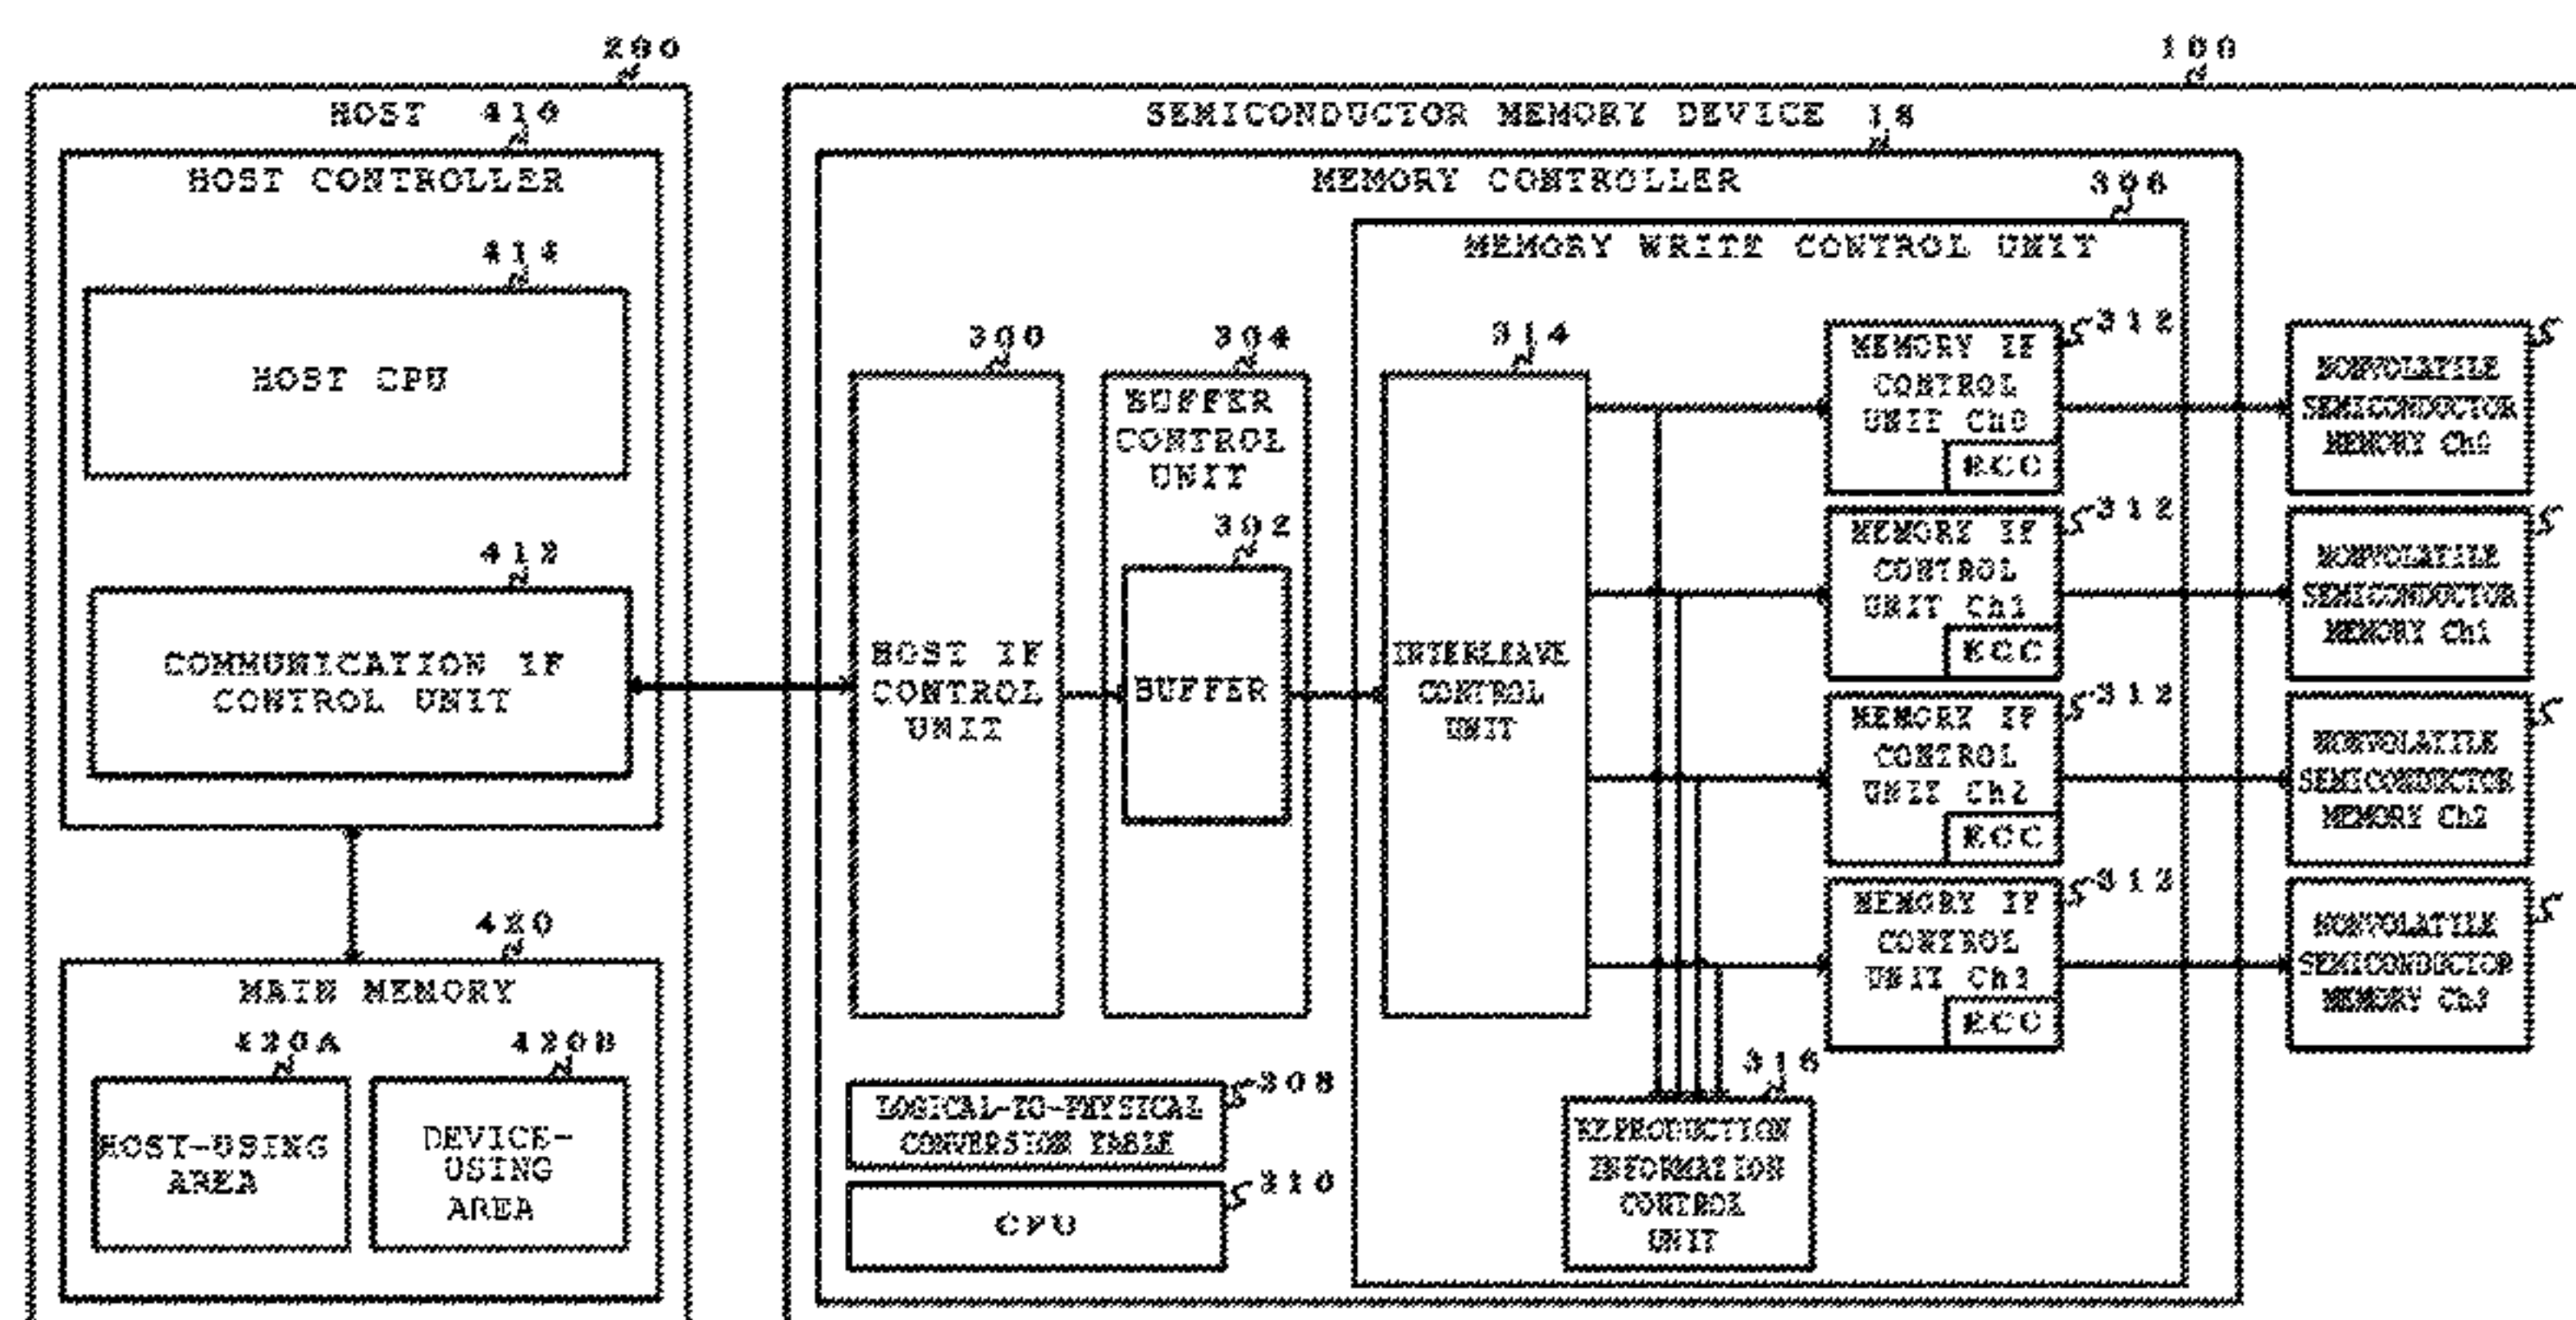 200
HOST 410
HOST CONTROLLER
414
HOST CPU
412
COMMUNICATION IF
CONTROL UNIT
420
MAIN MEMORY
420A
HOST-USING
AREA
420B
DEVICE-
USING
AREA
100
SEMICONDUCTOR MEMORY DEVICE 18
MEMORY CONTROLLER
306
MEMORY WRITE CONTROL UNIT
300
HOST IF
CONTROL
UNIT
304
BUFFER
CONTROL
UNIT
302
BUFFER
314
INTERLEAVE
CONTROL
UNIT
312
MEMORY IF
CONTROL
UNIT Ch0
ECC
312
MEMORY IF
CONTROL
UNIT Ch1
ECC
312
MEMORY IF
CONTROL
UNIT Ch2
ECC
312
MEMORY IF
CONTROL
UNIT Ch3
ECC
NONVOLATILE
SEMICONDUCTOR
MEMORY Ch0
NONVOLATILE
SEMICONDUCTOR
MEMORY Ch1
NONVOLATILE
SEMICONDUCTOR
MEMORY Ch2
NONVOLATILE
SEMICONDUCTOR
MEMORY Ch3
308
LOGICAL-TO-PHYSICAL
CONVERSION TABLE
310
CPU
316
REPRODUCTION
INFORMATION
CONTROL
UNIT